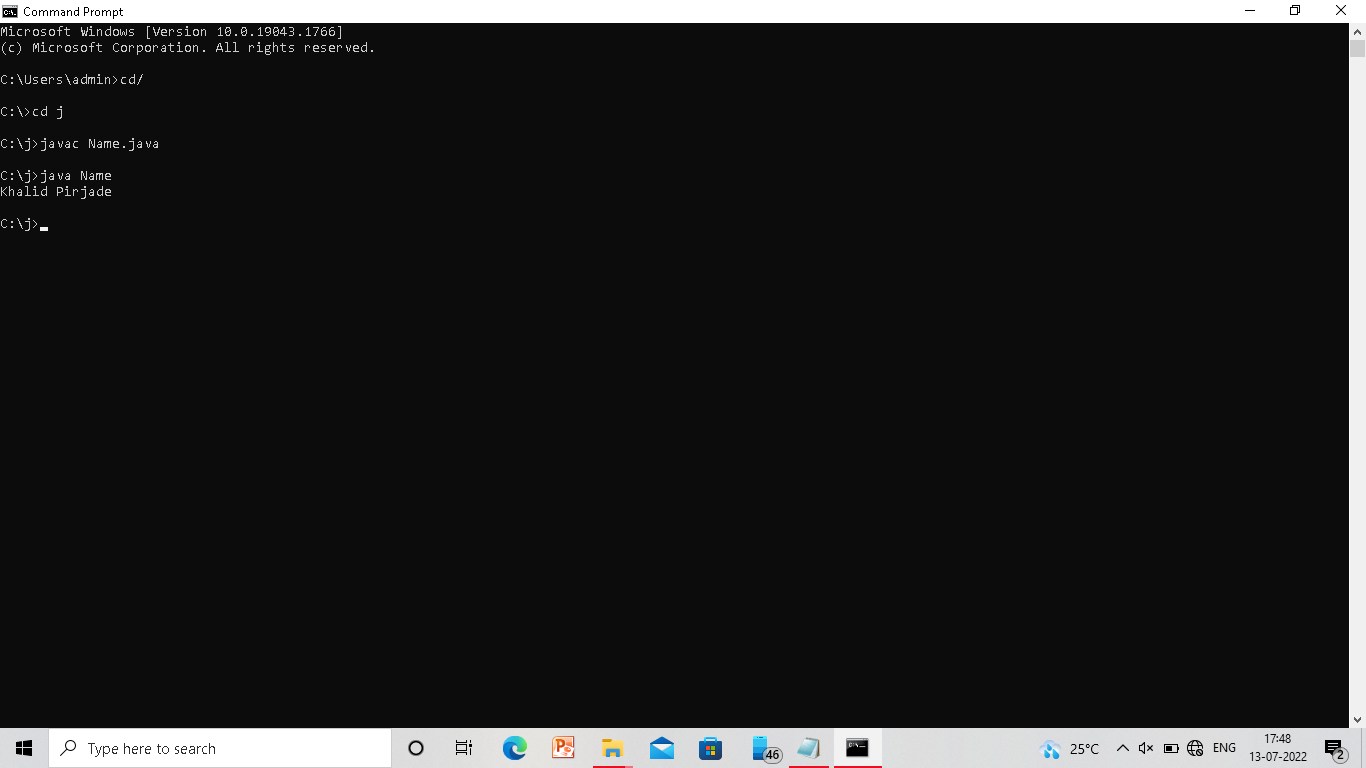 Command Prompt
Microsoft Windows [Version 10.0.19043.1766]
(c) Microsoft Corporation. All rights reserved.
C:\Users\admin>cd/
C:\>cd j
C:\j>javac Name.java
C:\j>java Name
Khalid Pirjade
C:\j>
Type here to search
46
25°C
ENG
17:48
13-07-2022
2